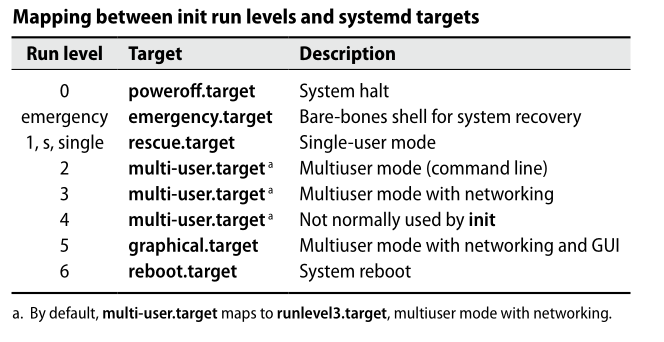 Mapping between init run levels and systemd targets
Run level Target Description
0 poweroff.target System halt
emergency emergency.target Bare-bones shell for system recovery
1, s, single rescue.target Single-user mode
2 multi-user.target a Multiuser mode (command line)
3 multi-user.target a Multiuser mode with networking
4 multi-user.target a Not normally used by init
5 graphical.target Multiuser mode with networking and GUI
6 reboot.target System reboot
a. By default, multi-user.target maps to runlevel3.target, multiuser mode with networking.